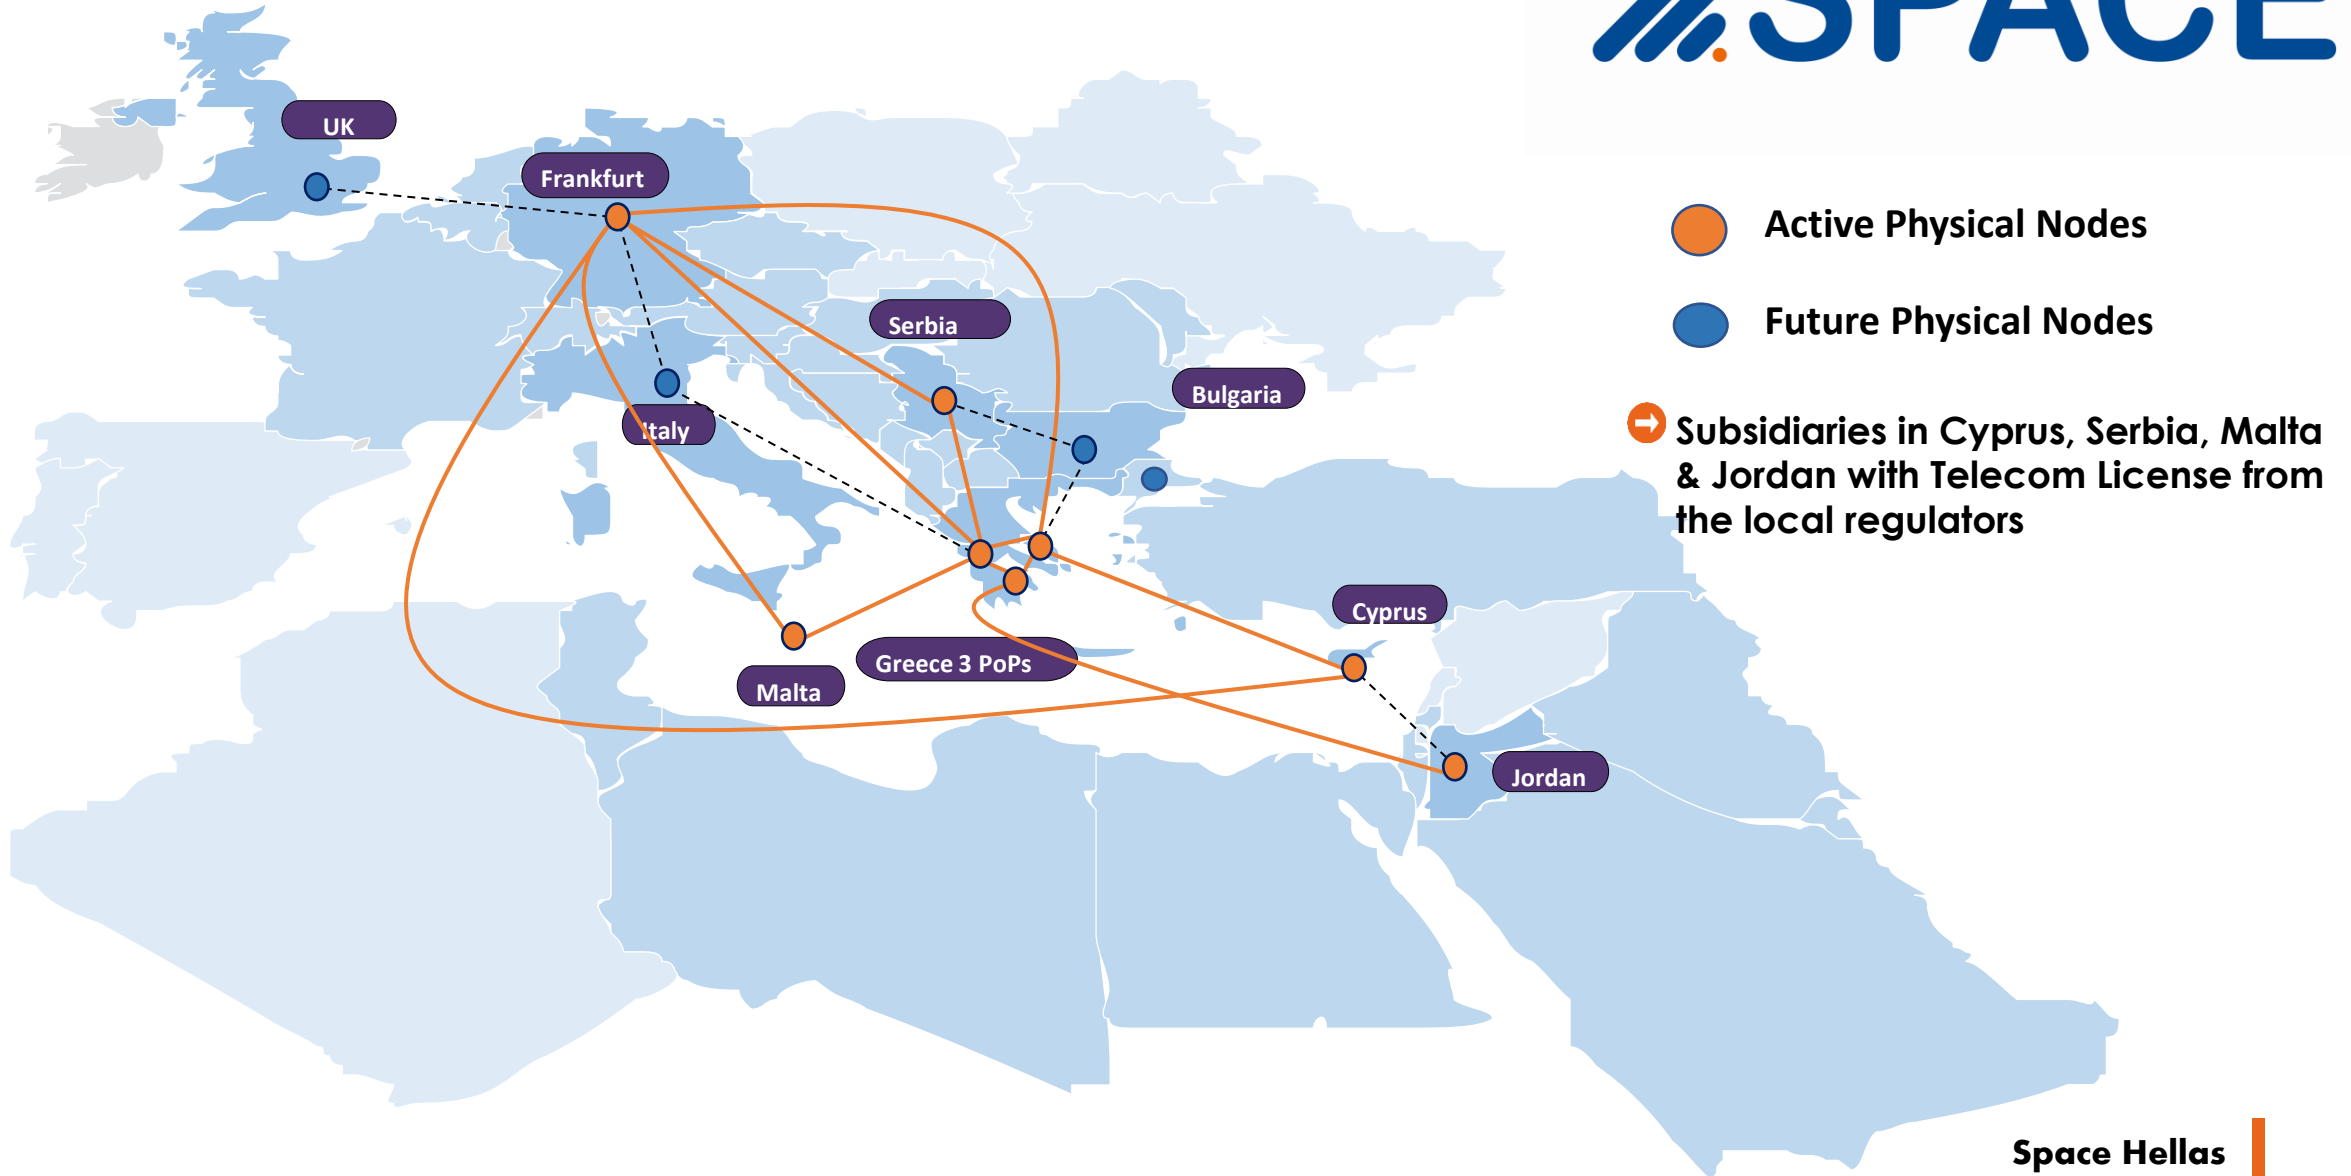 SPACE
UK
Frankfurt
Active Physical Nodes
Serbia
Future Physical Nodes
Bulgaria
Italy
Subsidiaries in Cyprus, Serbia, Malta
& Jordan with Telecom License from
the local regulators
Cyprus
Greece 3 PoPs
Malta
Jordan
Space Hellas